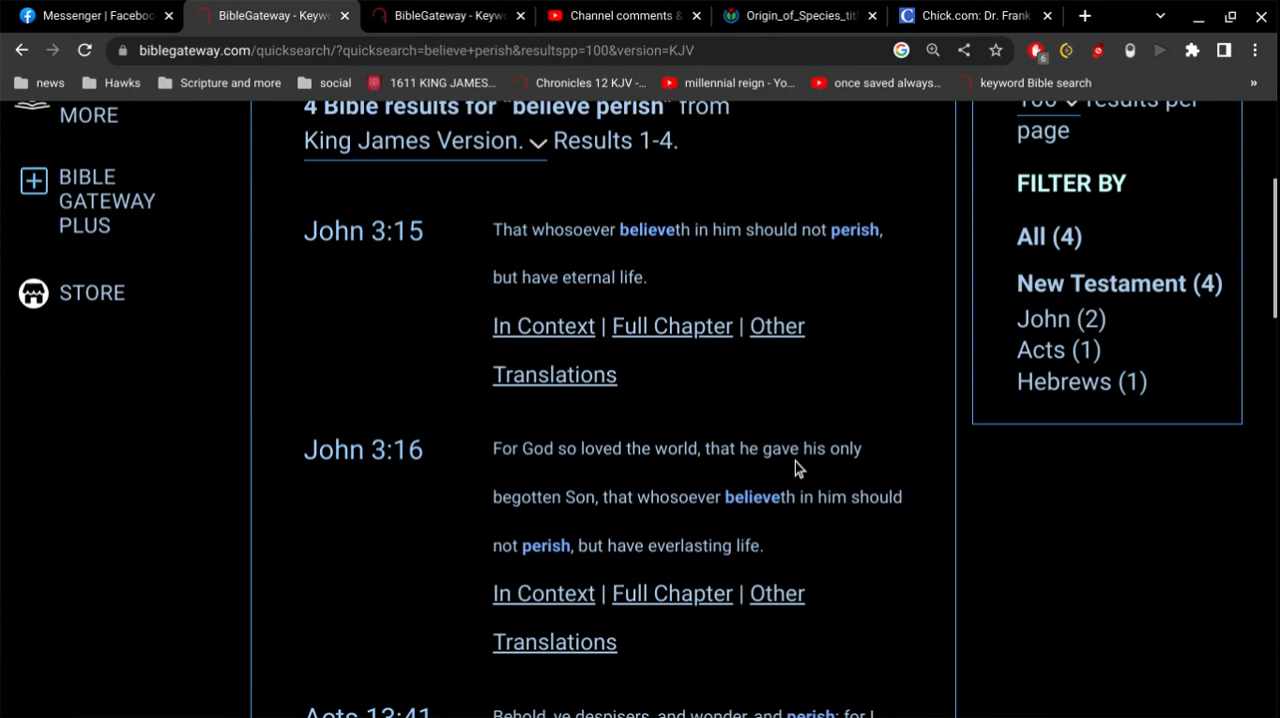 Messenger | Faceboo
BibleGateway - Keyw
BibleGateway - Keyw
Channel comments &
Origin_of_Species_titl
Chick.com: Dr. Frank
biblegateway.com/quicksearch/?quicksearch=believe+perish&resultspp=100&version=KJV
6
news
Hawks
Scripture and more
social
1611 KING JAMES...
Chronicles 12 KJV -...
millennial reign - Yo...
once saved always...
keyword Bible search
»
MORE
BIBLE
GATEWAY
PLUS
STORE
4 Bible results for "believe perish" from
King James Version. Results 1-4.
John 3:15
That whosoever believeth in him should not perish,
but have eternal life.
In Context | Full Chapter | Other
Translations
John 3:16
For God so loved the world, that he gave his only
begotten Son, that whosoever believeth in him should
not perish, but have everlasting life.
In Context | Full Chapter | Other
Translations
Acts 13:41
Behold, ye despisers, and wonder, and perish: for I
100 results per
page
FILTER BY
All (4)
New Testament (4)
John (2)
Acts (1)
Hebrews (1)